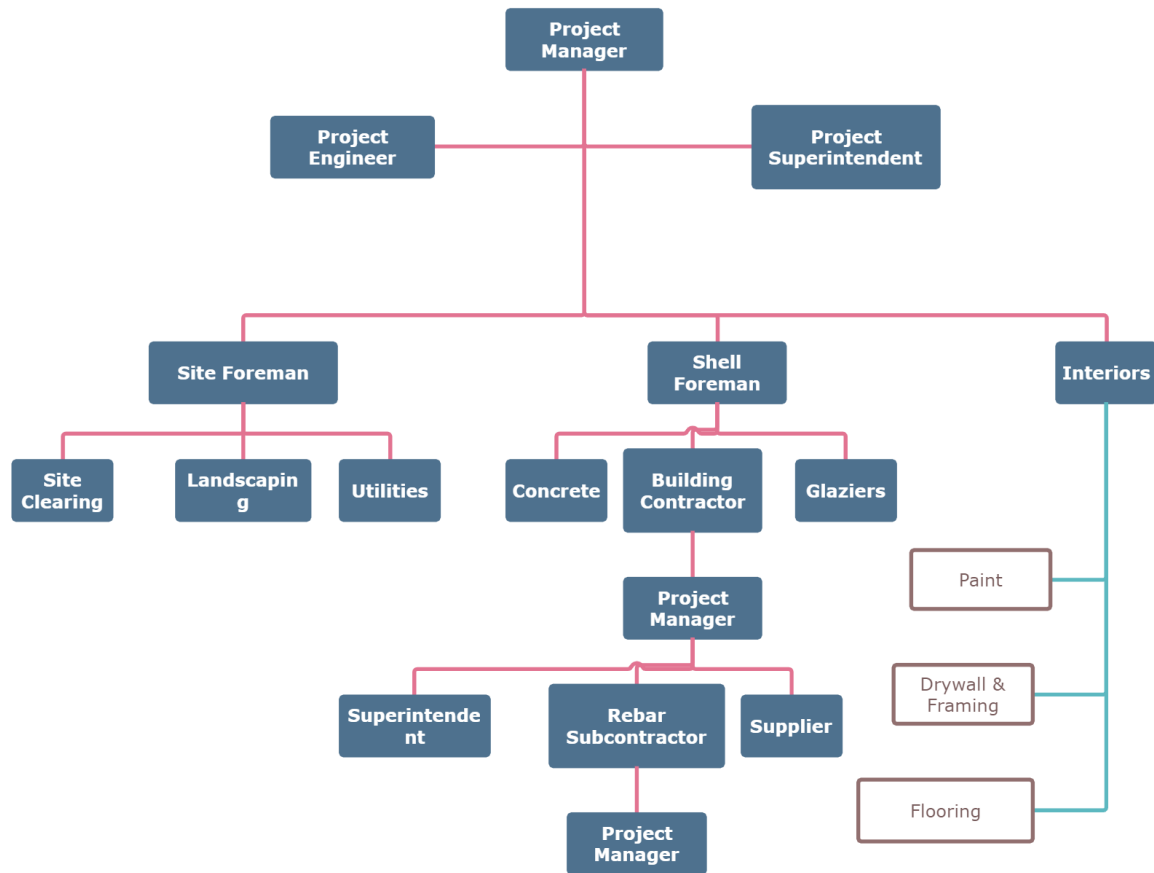 Project
Manager
Project
Engineer
Project
Superintendent
Site Foreman
Shell
Foreman
Interiors
Site
Clearing
Landscapin
g
Utilities
Concrete
Building
Contractor
Glaziers
Paint
Project
Manager
Drywall &
Framing
Superintende
nt
Rebar
Subcontractor
Supplier
Flooring
Project
Manager